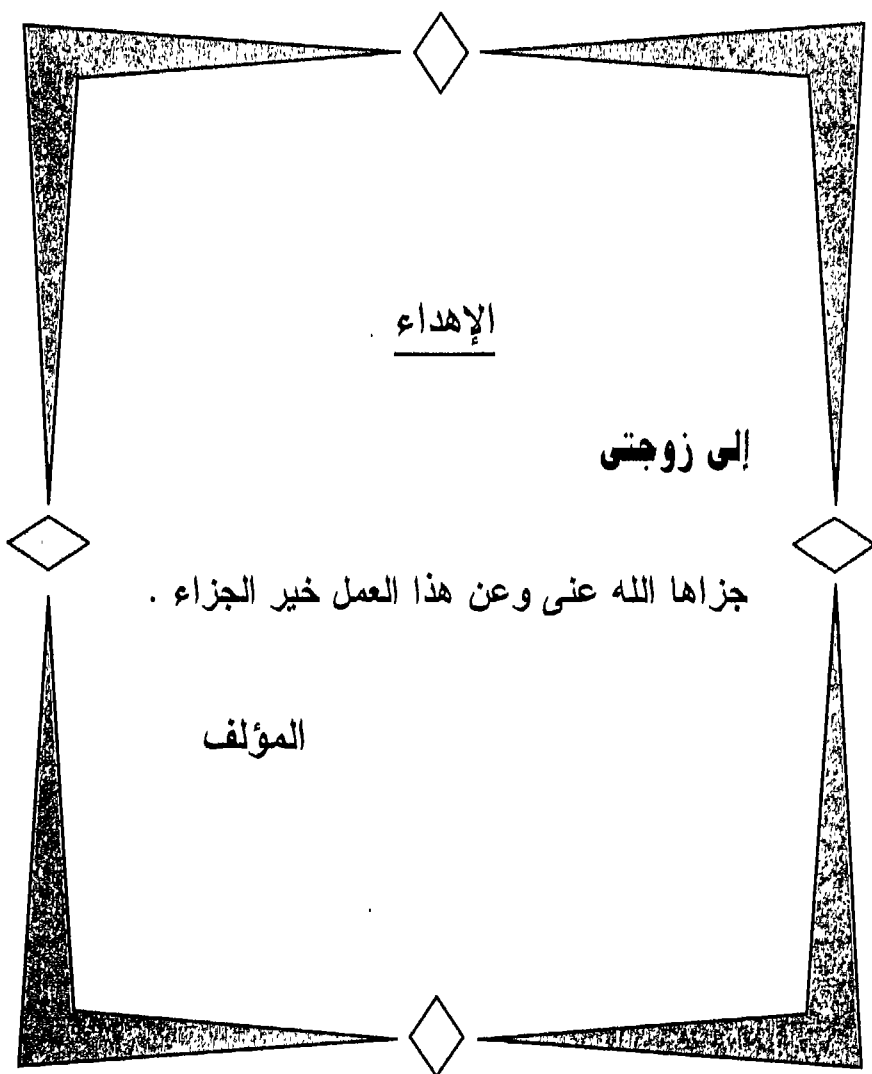 الإهداء
إلى زوجتى
جزاها الله عنى وعن هذا العمل خير الجزاء .
المؤلف